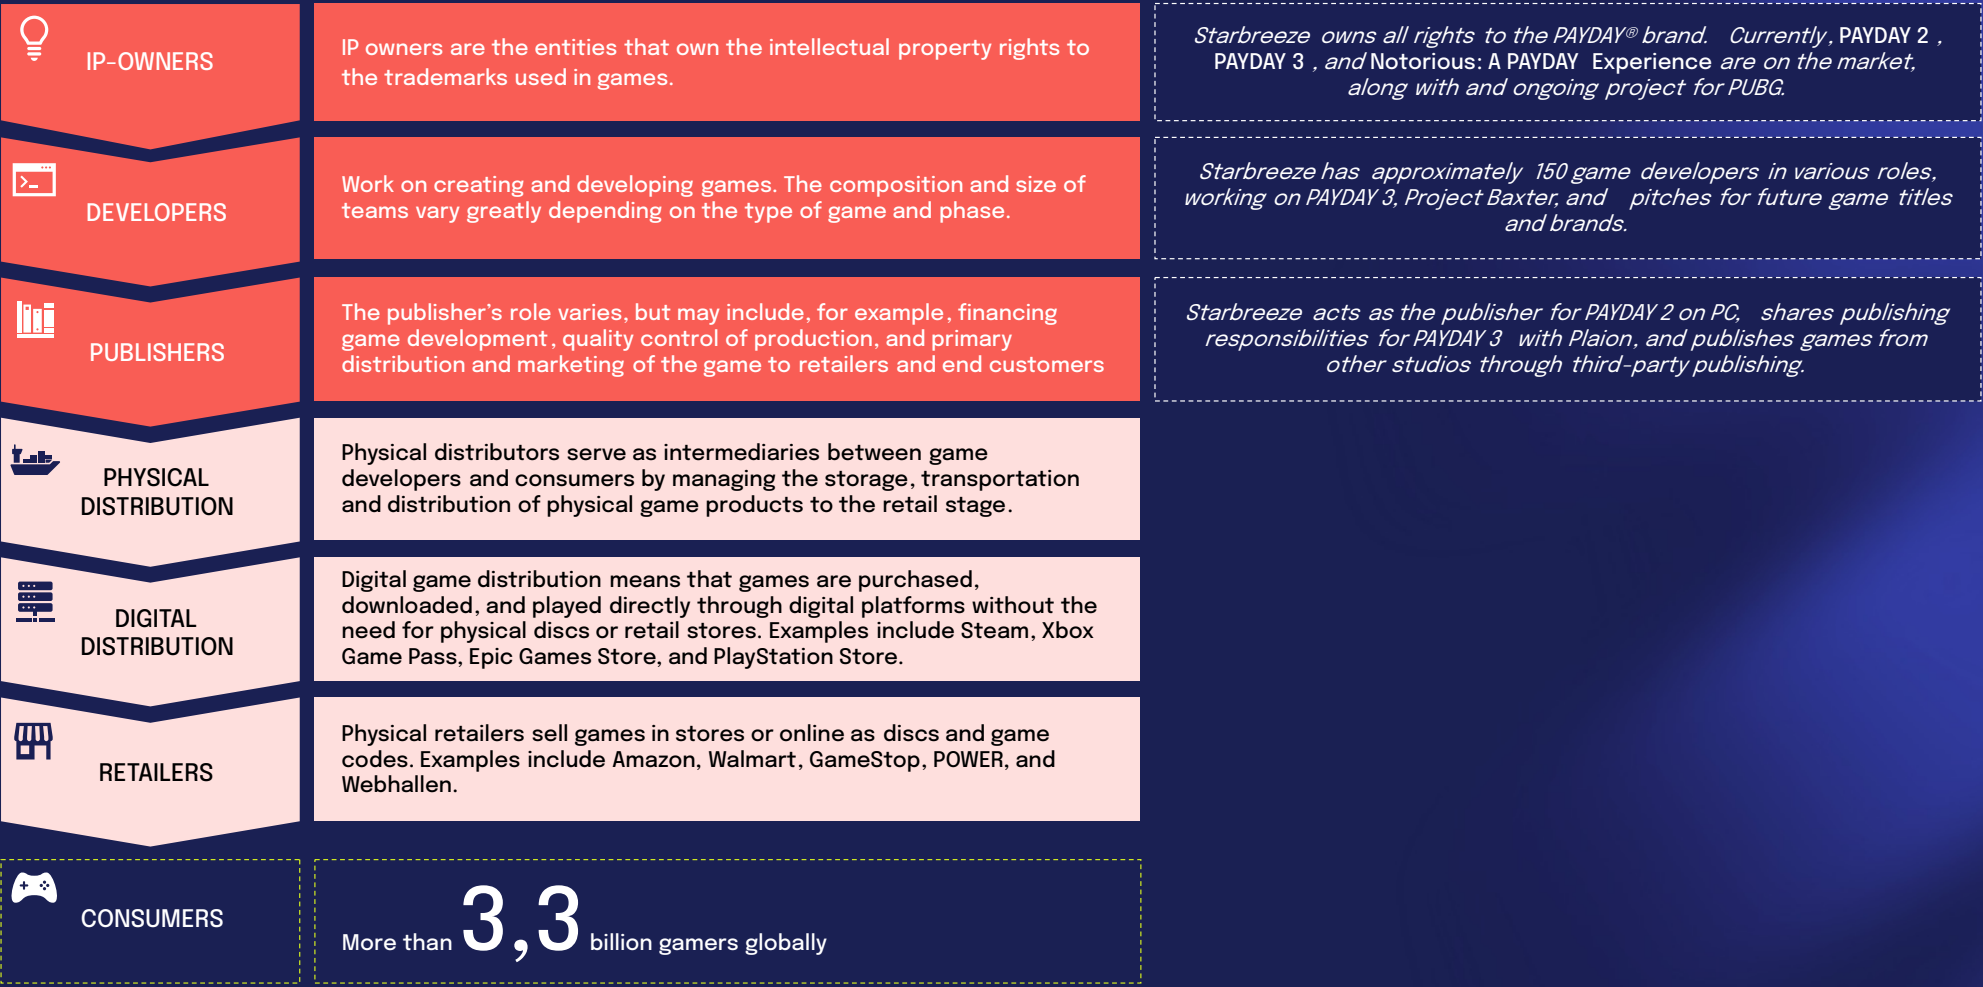 IP-OWNERS
IP owners are the entities that own the intellectual property rights to
the trademarks used in games.
Starbreeze owns all rights to the PAYDAY® brand. Currently, PAYDAY 2 ,
PAYDAY 3 , and Notorious: A PAYDAY Experience are on the market,
along with and ongoing project for PUBG.
DEVELOPERS
Work on creating and developing games. The composition and size of
teams vary greatly depending on the type of game and phase.
Starbreeze has approximately 150 game developers in various roles,
working on PAYDAY 3, Project Baxter, and pitches for future game titles
and brands.
PUBLISHERS
The publisher's role varies, but may include, for example, financing
game development, quality control of production, and primary
distribution and marketing of the game to retailers and end customers
Starbreeze acts as the publisher for PAYDAY 2 on PC, shares publishing
responsibilities for PAYDAY 3 with Plaion, and publishes games from
other studios through third-party publishing.
PHYSICAL
DISTRIBUTION
Physical distributors serve as intermediaries between game
developers and consumers by managing the storage, transportation
and distribution of physical game products to the retail stage.
DIGITAL
DISTRIBUTION
Digital game distribution means that games are purchased,
downloaded, and played directly through digital platforms without the
need for physical discs or retail stores. Examples include Steam, Xbox
Game Pass, Epic Games Store, and PlayStation Store.
RETAILERS
Physical retailers sell games in stores or online as discs and game
codes. Examples include Amazon, Walmart, GameStop, POWER, and
Webhallen.
CONSUMERS
More than 3,3 billion gamers globally